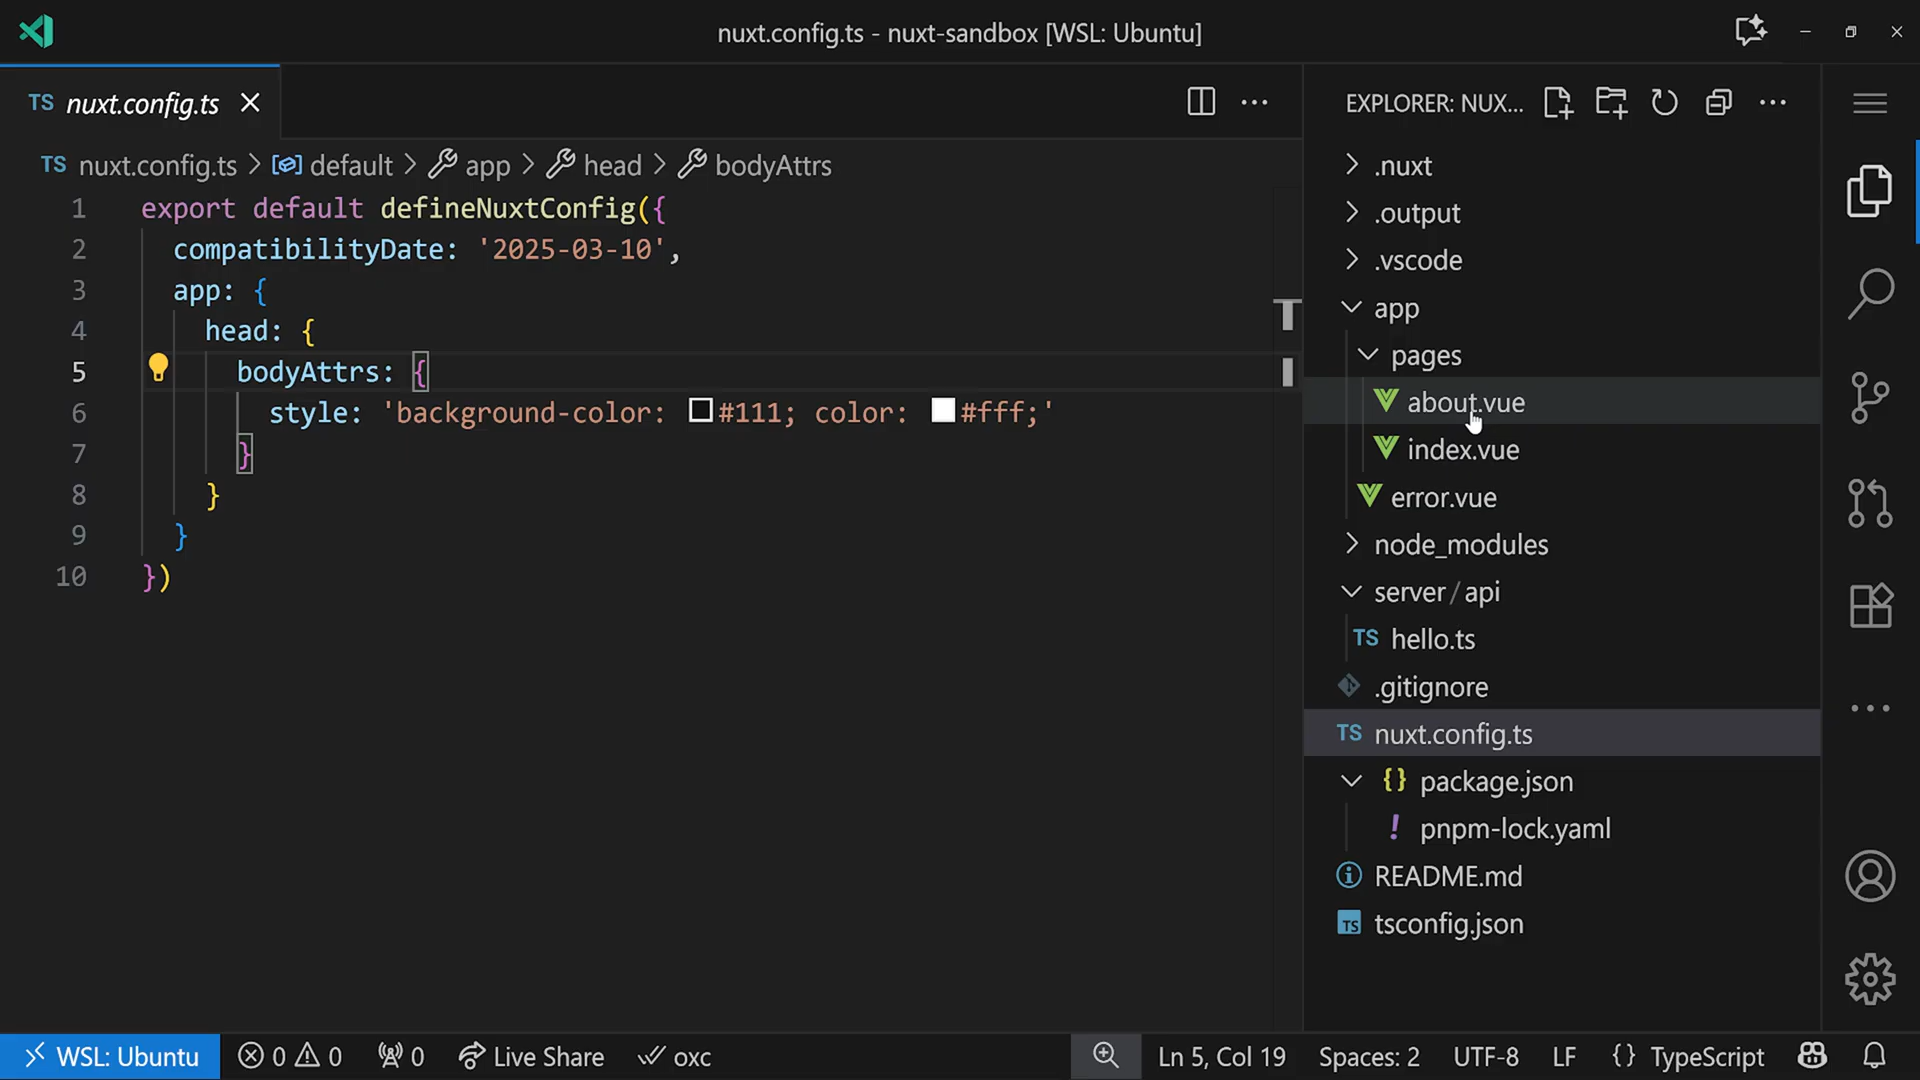 nuxt.config.ts - nuxt-sandbox [WSL: Ubuntu]
TS nuxt.config.ts
TS nuxt.config.ts > default > app > head > bodyAttrs
1 export default defineNuxtConfig({
2 compatibilityDate: '2025-03-10',
3 app: {
4 head: {
5 bodyAttrs: {
6 style: 'background-color: #111; color: #fff;'
7 }
8 }
9 }
10 })
EXPLORER: NUX...
.nuxt
.output
.vscode
app
pages
about.vue
index.vue
error.vue
node_modules
server/api
TS hello.ts
.gitignore
TS nuxt.config.ts
{} package.json
! pnpm-lock.yaml
README.md
TS tsconfig.json
WSL: Ubuntu 0 0 0 Live Share oxc Ln 5, Col 19 Spaces: 2 UTF-8 LF {} TypeScript